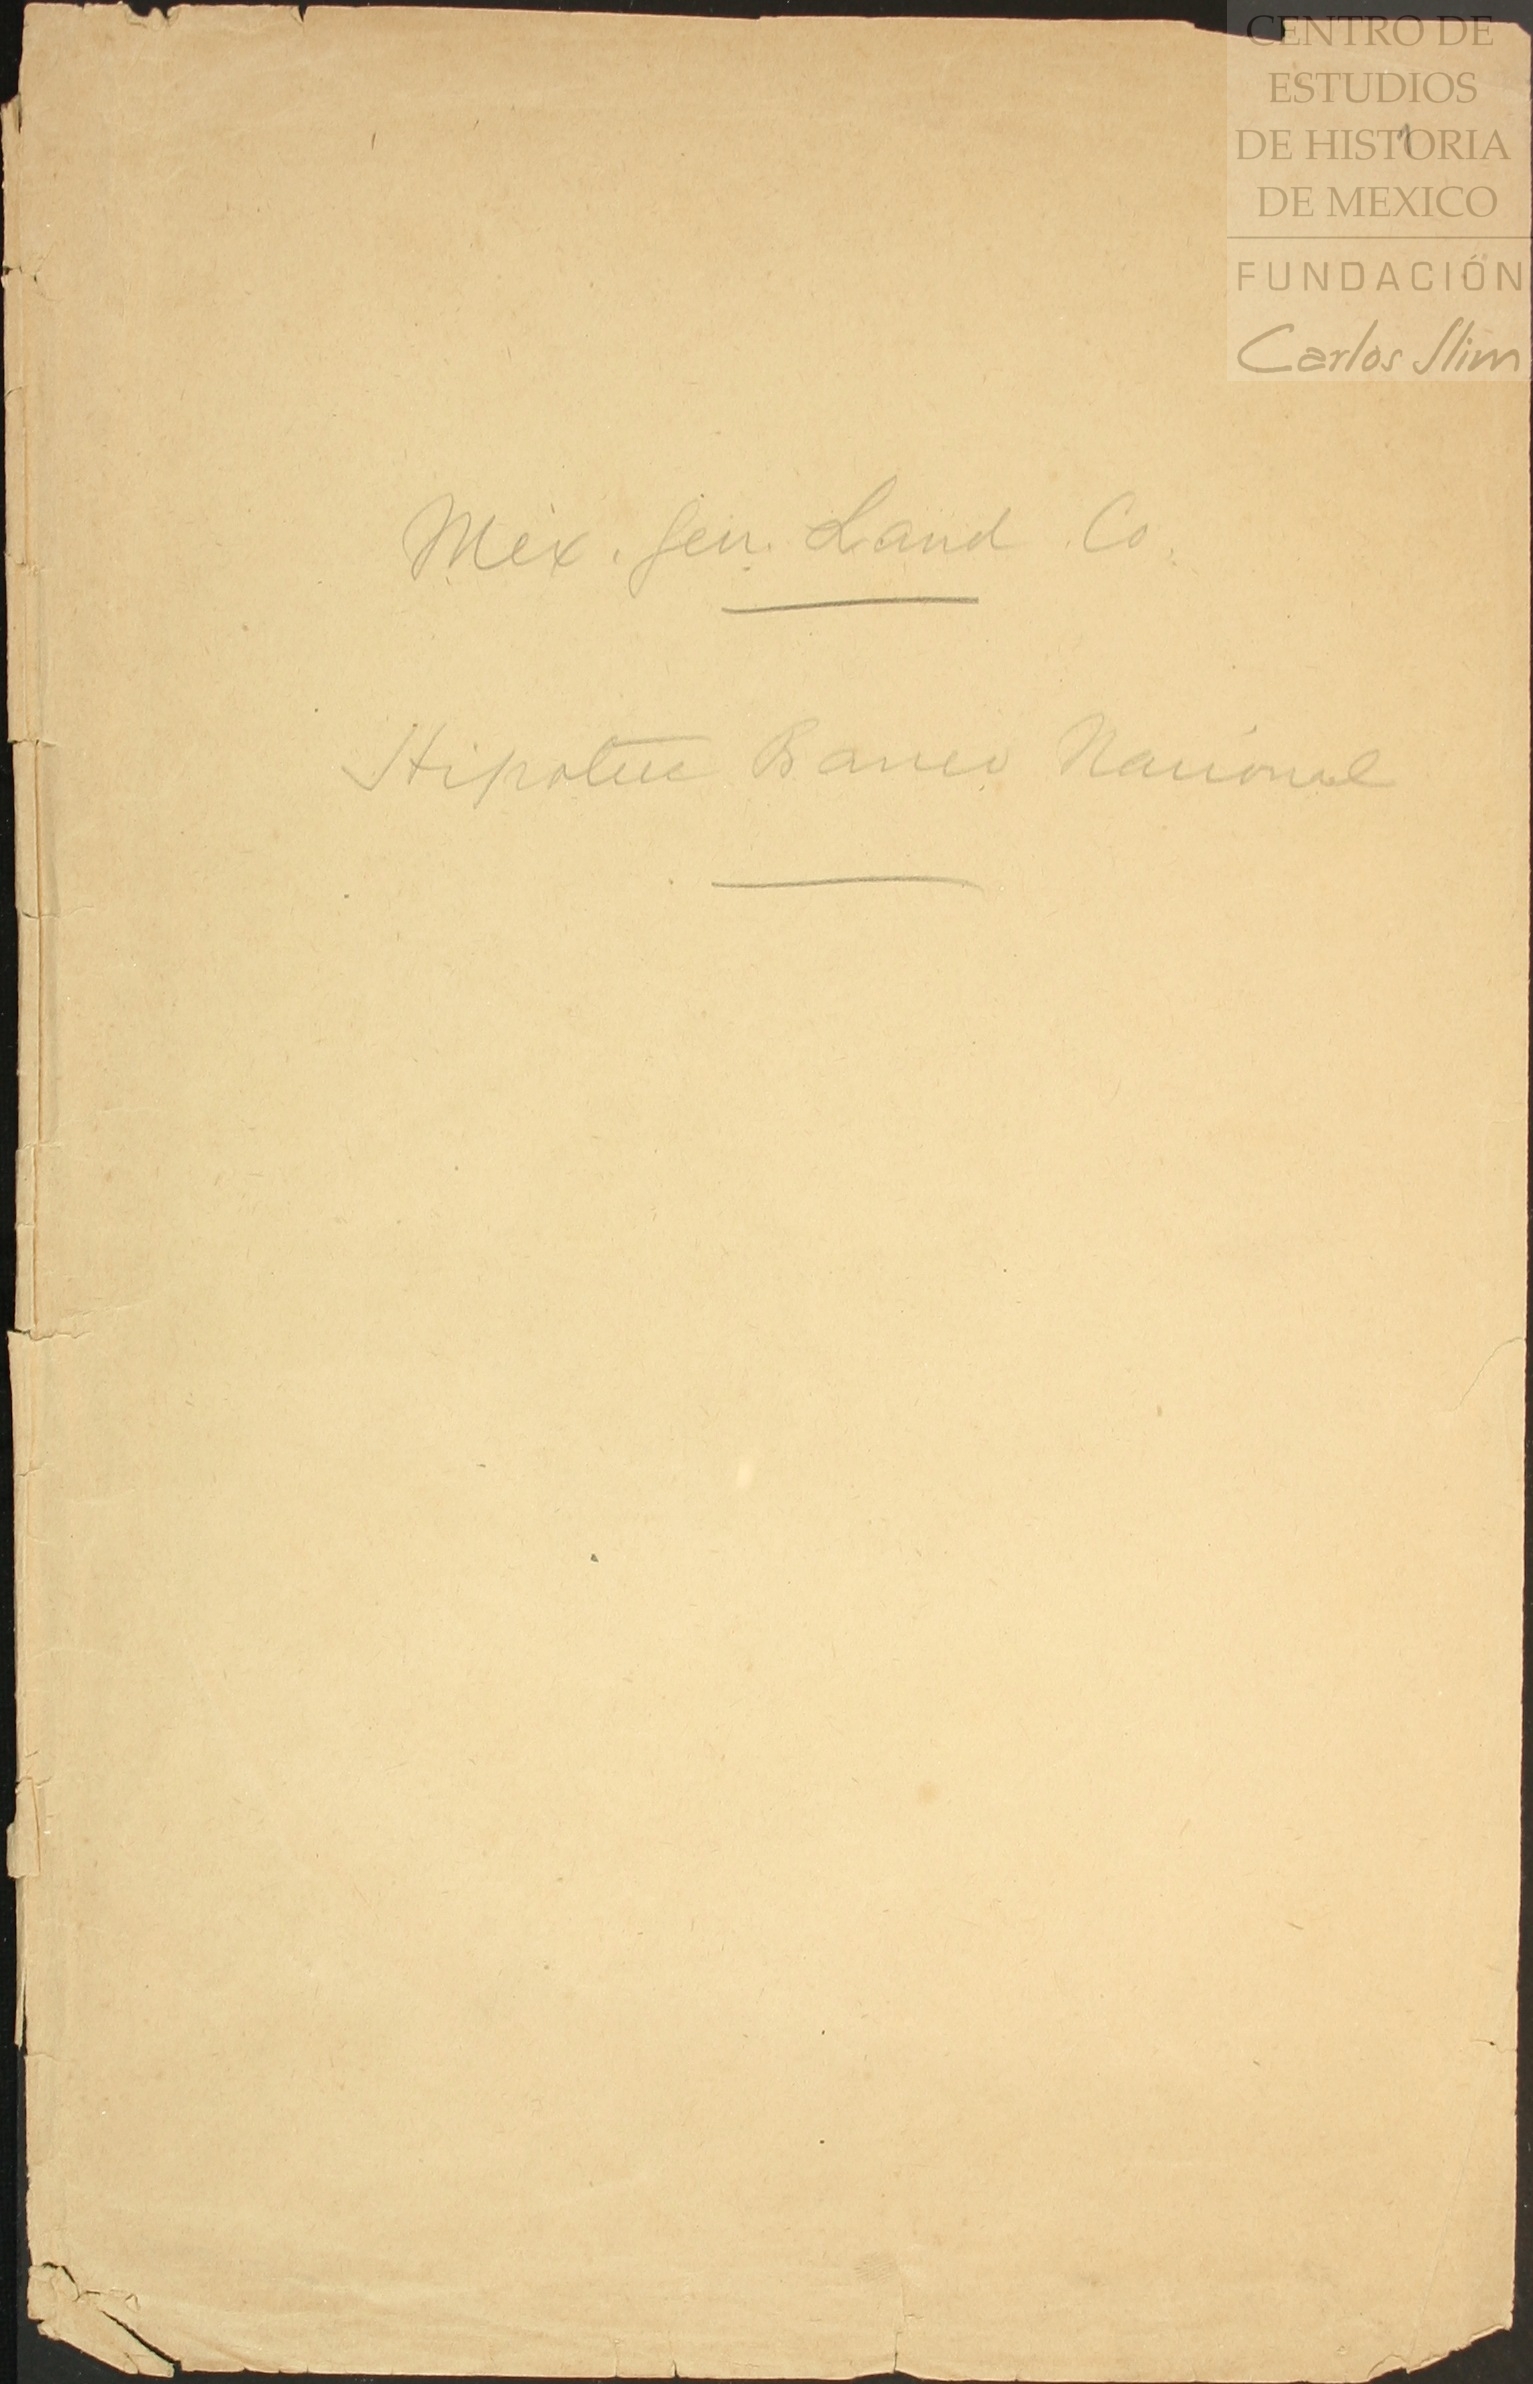 CENTRO DE
ESTUDIOS
DE HISTORIA
DE MEXICO
FUNDACIÓN
Carlos Slim
Mex. Gen. Land Co.
Hipoteca Banco Nacional